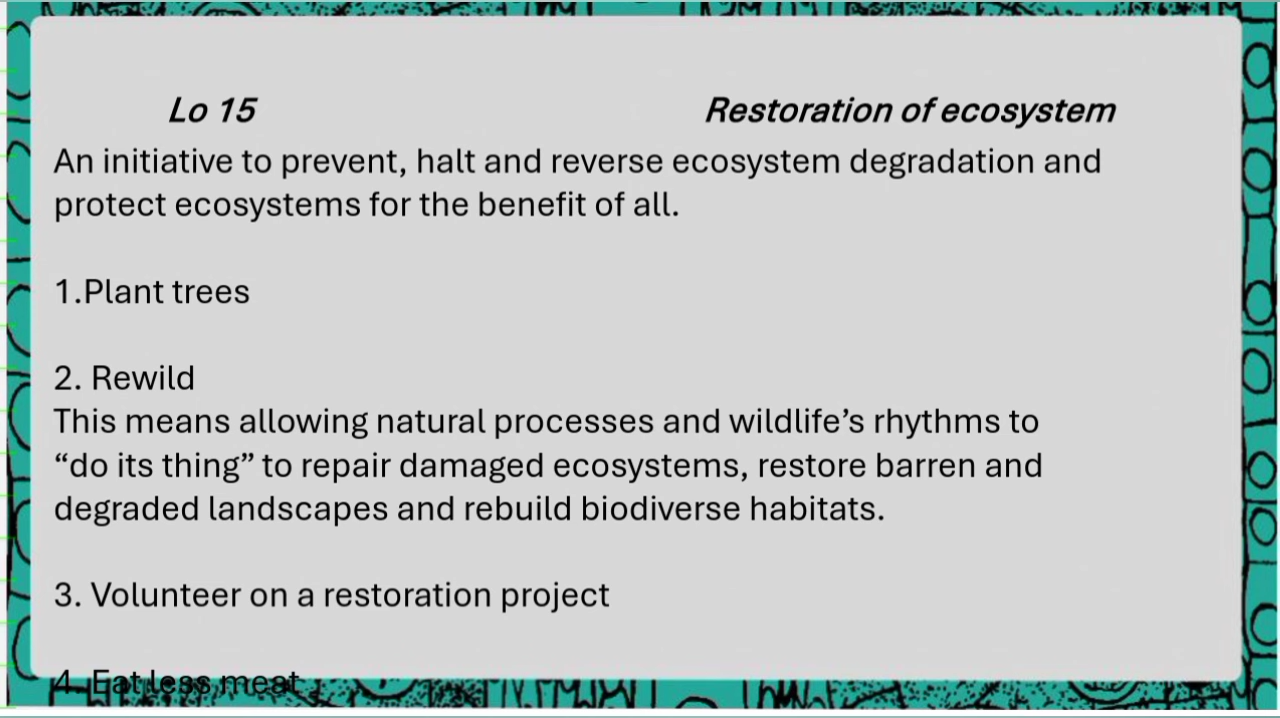 Lo 15 Restoration of ecosystem
An initiative to prevent, halt and reverse ecosystem degradation and
protect ecosystems for the benefit of all.
1.Plant trees
2. Rewild
This means allowing natural processes and wildlife’s rhythms to
“do its thing” to repair damaged ecosystems, restore barren and
degraded landscapes and rebuild biodiverse habitats.
3. Volunteer on a restoration project
4. Eat less meat